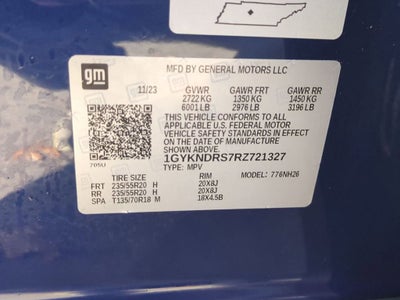 gm
MFD BY GENERAL MOTORS LLC
11/23 GVWR GAWR FRT GAWR RR
2722 KG 1350 KG 1450 KG
6001 LB 2976 LB 3196 LB
THIS VEHICLE CONFORMS TO ALL
APPLICABLE U.S. FEDERAL MOTOR
VEHICLE SAFETY STANDARDS IN EFFECT
ON THE DATE OF MANUFACTURE SHOWN ABOVE.
1GYKNDRS7RZ721327
TYPE: MPV MODEL: 776NH26
TIRE SIZE RIM
FRT 235/55R20 H 20X8J
RR 235/55R20 H 20X8J
SPA T135/70R18 M 18X4.5B